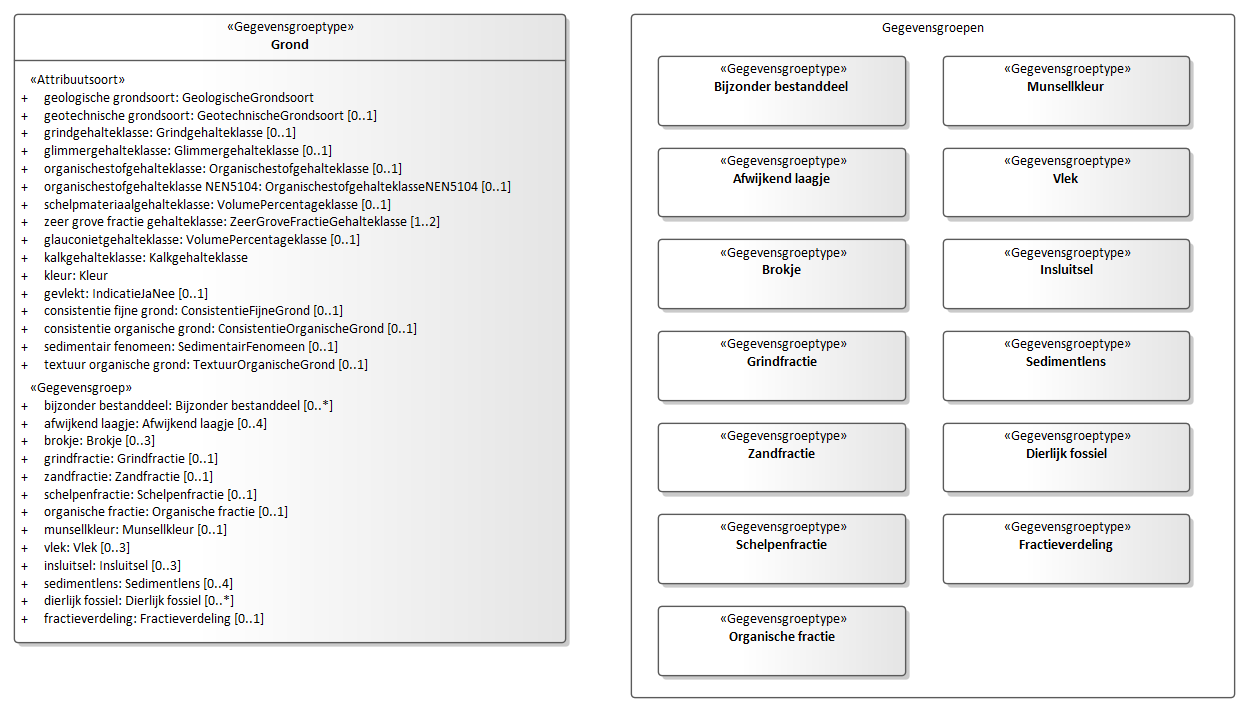 «Gegevensgroeptype»
Grond
«Attribuutsoort»
+ geologische grondsoort: GeologischeGrondsoort
+ geotechnische grondsoort: GeotechnischeGrondsoort [0..1]
+ grindgehalteklasse: Grindgehalteklasse [0..1]
+ glimmergehalteklasse: Glimmergehalteklasse [0..1]
+ organischestofgehalteklasse: Organischestofgehalteklasse [0..1]
+ organischestofgehalteklasse NEN5104: OrganischestofgehalteklasseNEN5104 [0..1]
+ schelpmateriaalgehalteklasse: VolumePercentageklasse [0..1]
+ zeer grove fractie gehalteklasse: ZeerGroveFractieGehalteklasse [1..2]
+ glauconietgehalteklasse: VolumePercentageklasse [0..1]
+ kalkgehalteklasse: Kalkgehalteklasse
+ kleur: Kleur
+ gevlekt: IndicatieJaNee [0..1]
+ consistentie fijne grond: ConsistentieFijneGrond [0..1]
+ consistentie organische grond: ConsistentieOrganischeGrond [0..1]
+ sedimentair fenomeen: SedimentairFenomeen [0..1]
+ textuur organische grond: TextuurOrganischeGrond [0..1]
«Gegevensgroep»
+ bijzonder bestanddeel: Bijzonder bestanddeel [0..*]
+ afwijkend laagje: Afwijkend laagje [0..4]
+ brokje: Brokje [0..3]
+ grindfractie: Grindfractie [0..1]
+ zandfractie: Zandfractie [0..1]
+ schelpenfractie: Schelpenfractie [0..1]
+ organische fractie: Organische fractie [0..1]
+ munsellkleur: Munsellkleur [0..1]
+ vlek: Vlek [0..3]
+ insluitsel: Insluitsel [0..3]
+ sedimentlens: Sedimentlens [0..4]
+ dierlijk fossiel: Dierlijk fossiel [0..*]
+ fractieverdeling: Fractieverdeling [0..1]
Gegevensgroepen
«Gegevensgroeptype»
Bijzonder bestanddeel
«Gegevensgroeptype»
Munsellkleur
«Gegevensgroeptype»
Afwijkend laagje
«Gegevensgroeptype»
Vlek
«Gegevensgroeptype»
Brokje
«Gegevensgroeptype»
Insluitsel
«Gegevensgroeptype»
Grindfractie
«Gegevensgroeptype»
Sedimentlens
«Gegevensgroeptype»
Zandfractie
«Gegevensgroeptype»
Dierlijk fossiel
«Gegevensgroeptype»
Schelpenfractie
«Gegevensgroeptype»
Fractieverdeling
«Gegevensgroeptype»
Organische fractie